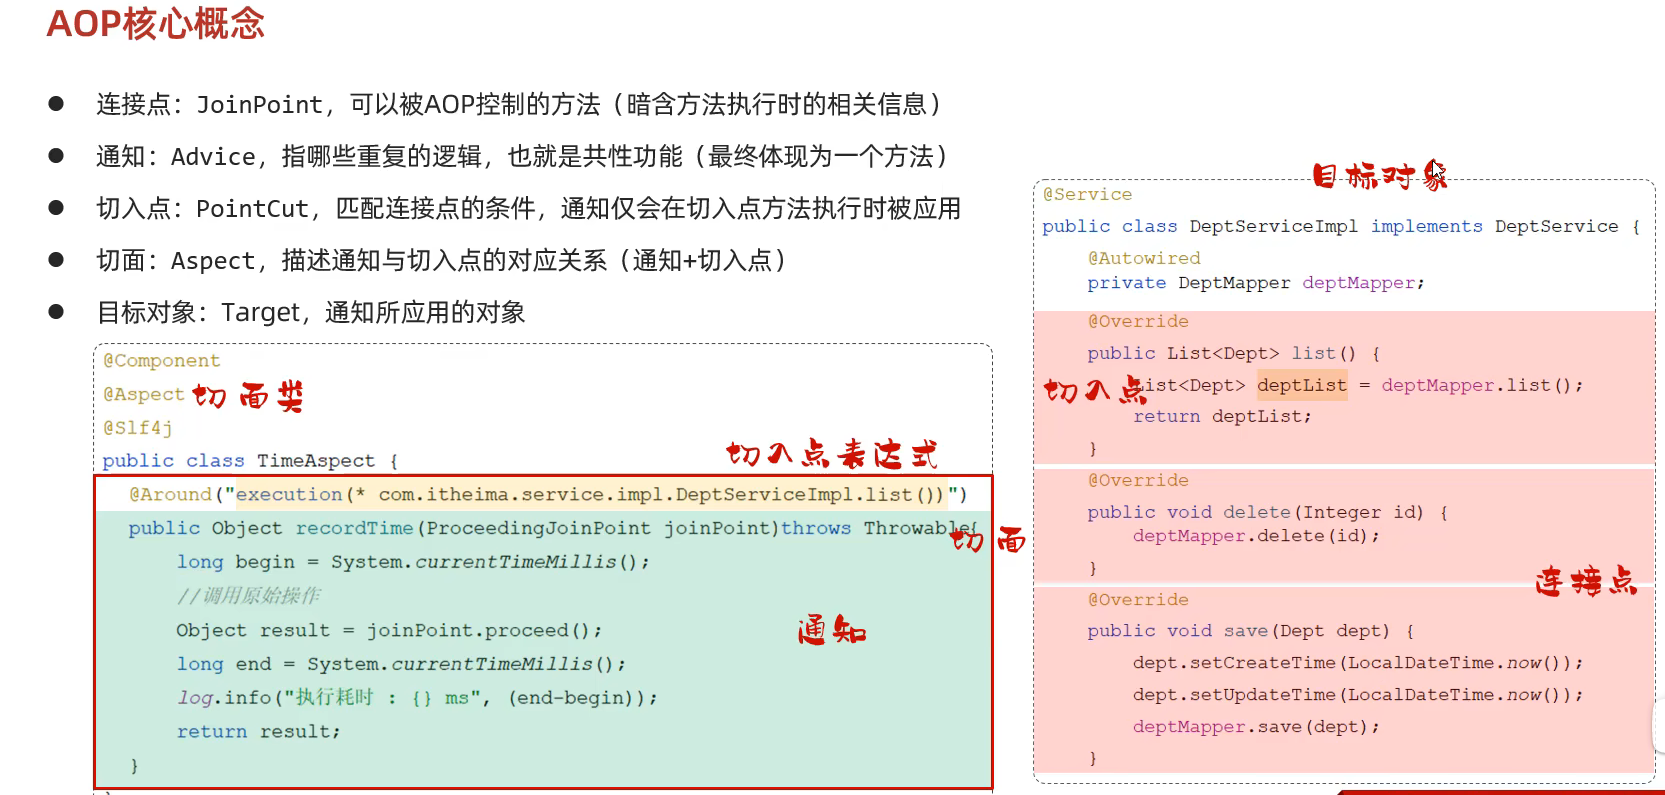 AOP核心概念
● 连接点：JoinPoint，可以被AOP控制的方法（暗含方法执行时的相关信息）
● 通知：Advice，指哪些重复的逻辑，也就是共性功能（最终体现为一个方法）
● 切入点：PointCut，匹配连接点的条件，通知仅会在切入点方法执行时被应用
● 切面：Aspect，描述通知与切入点的对应关系（通知+切入点）
● 目标对象：Target，通知所应用的对象
@Component
@Aspect 切面类
@Slf4j
public class TimeAspect {
切入点表达式
@Around("execution(* com.itheima.service.impl.DeptServiceImpl.list())")
public Object recordTime(ProceedingJoinPoint joinPoint)throws Throwable{
切面
long begin = System.currentTimeMillis();
//调用原始操作
Object result = joinPoint.proceed();
通知
long end = System.currentTimeMillis();
log.info("执行耗时 : {} ms", (end-begin));
return result;
}
目标对象
@Service
public class DeptServiceImpl implements DeptService {
@Autowired
private DeptMapper deptMapper;
@Override
public List<Dept> list() {
切入点
List<Dept> deptList = deptMapper.list();
return deptList;
}
@Override
public void delete(Integer id) {
deptMapper.delete(id);
}
连接点
@Override
public void save(Dept dept) {
dept.setCreateTime(LocalDateTime.now());
dept.setUpdateTime(LocalDateTime.now());
deptMapper.save(dept);
}